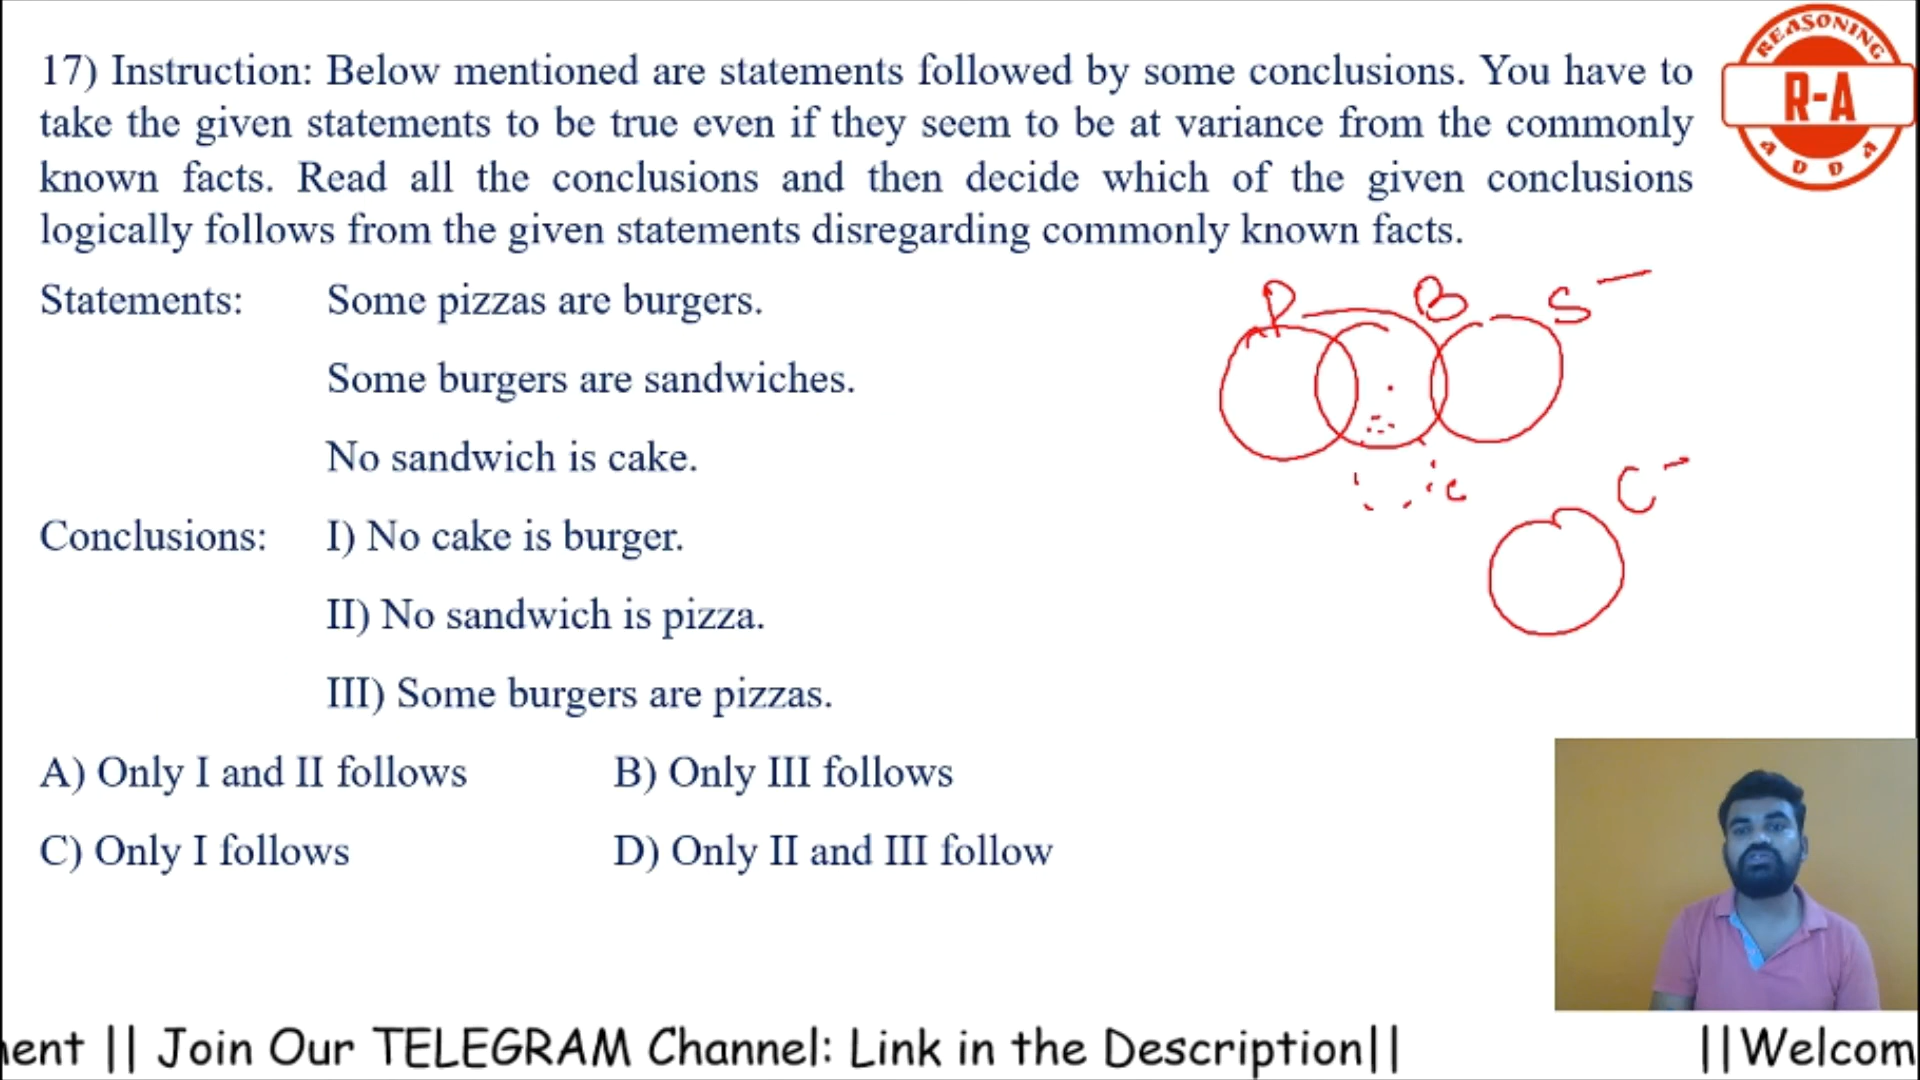 17) Instruction: Below mentioned are statements followed by some conclusions. You have to
take the given statements to be true even if they seem to be at variance from the commonly
known facts. Read all the conclusions and then decide which of the given conclusions
logically follows from the given statements disregarding commonly known facts.
REASONING
R-A
ADDA
Statements: Some pizzas are burgers.
P B S
Some burgers are sandwiches.
No sandwich is cake.
c C
Conclusions: I) No cake is burger.
II) No sandwich is pizza.
III) Some burgers are pizzas.
A) Only I and II follows B) Only III follows
C) Only I follows D) Only II and III follow
ent || Join Our TELEGRAM Channel: Link in the Description|| ||Welcom